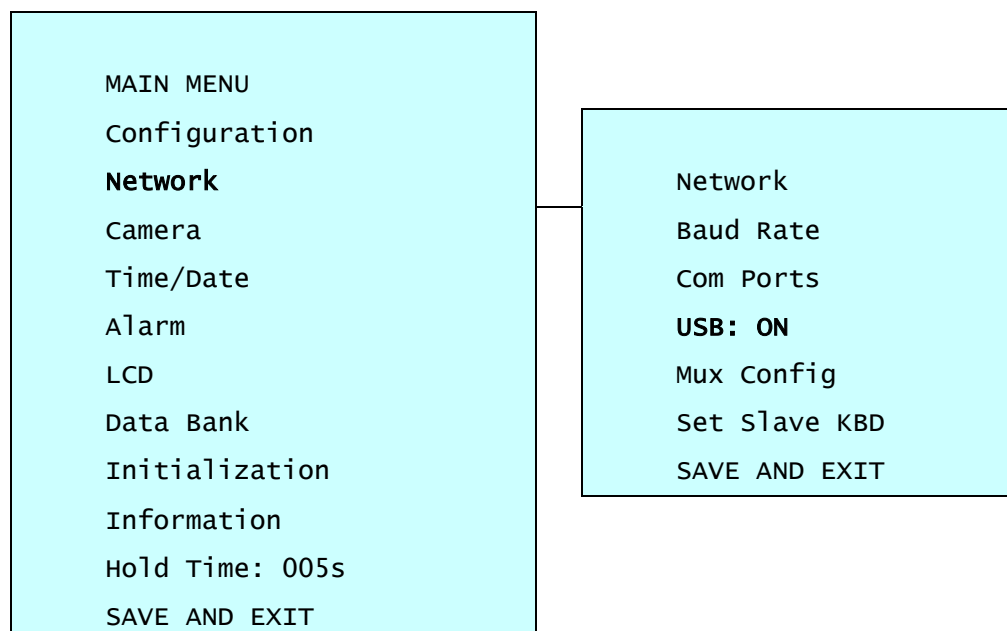 MAIN MENU
Configuration
Network
Camera
Time/Date
Alarm
LCD
Data Bank
Initialization
Information
Hold Time: 005s
SAVE AND EXIT
Network
Baud Rate
Com Ports
USB: ON
Mux Config
Set Slave KBD
SAVE AND EXIT